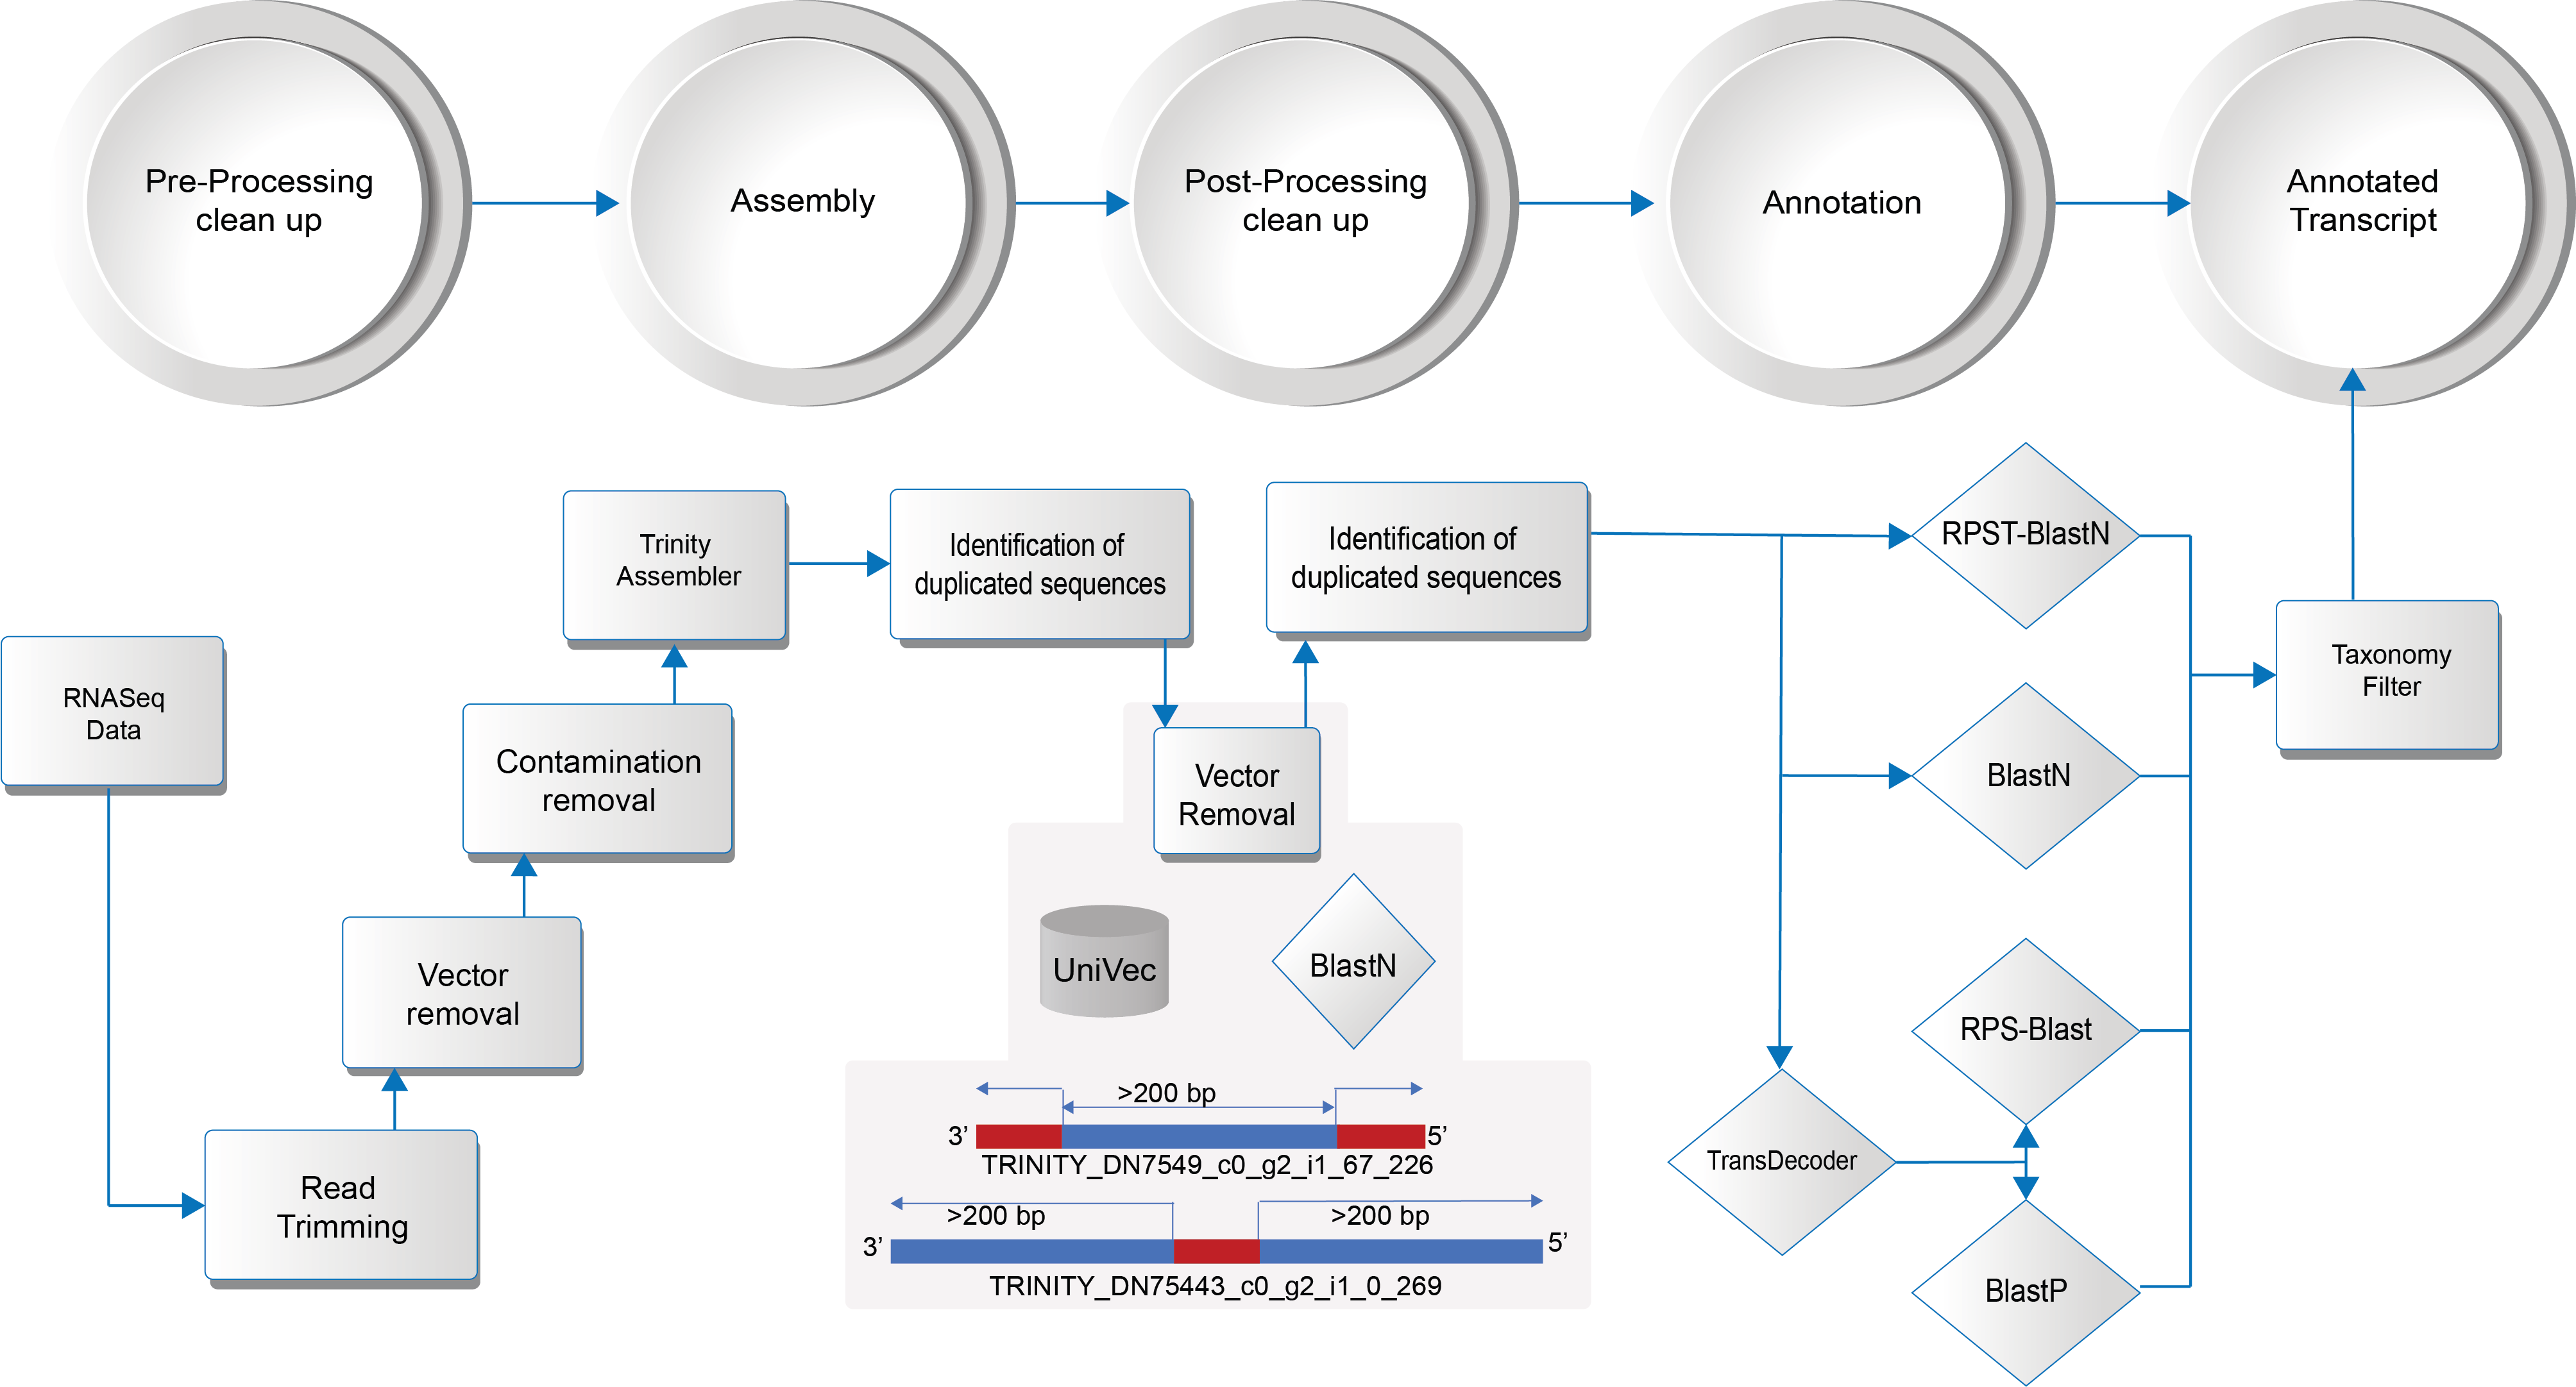 Pre-Processing
clean up
Assembly
Post-Processing
clean up
Annotation
Annotated
Transcript
RNASeq
Data
Read
Trimming
Vector
removal
Contamination
removal
Trinity
Assembler
Identification of
duplicated sequences
Vector
Removal
UniVec
BlastN
>200 bp
3’
5’
TRINITY_DN7549_c0_g2_i1_67_226
>200 bp
>200 bp
3’
5’
TRINITY_DN75443_c0_g2_i1_0_269
Identification of
duplicated sequences
RPST-BlastN
BlastN
RPS-Blast
TransDecoder
BlastP
Taxonomy
Filter